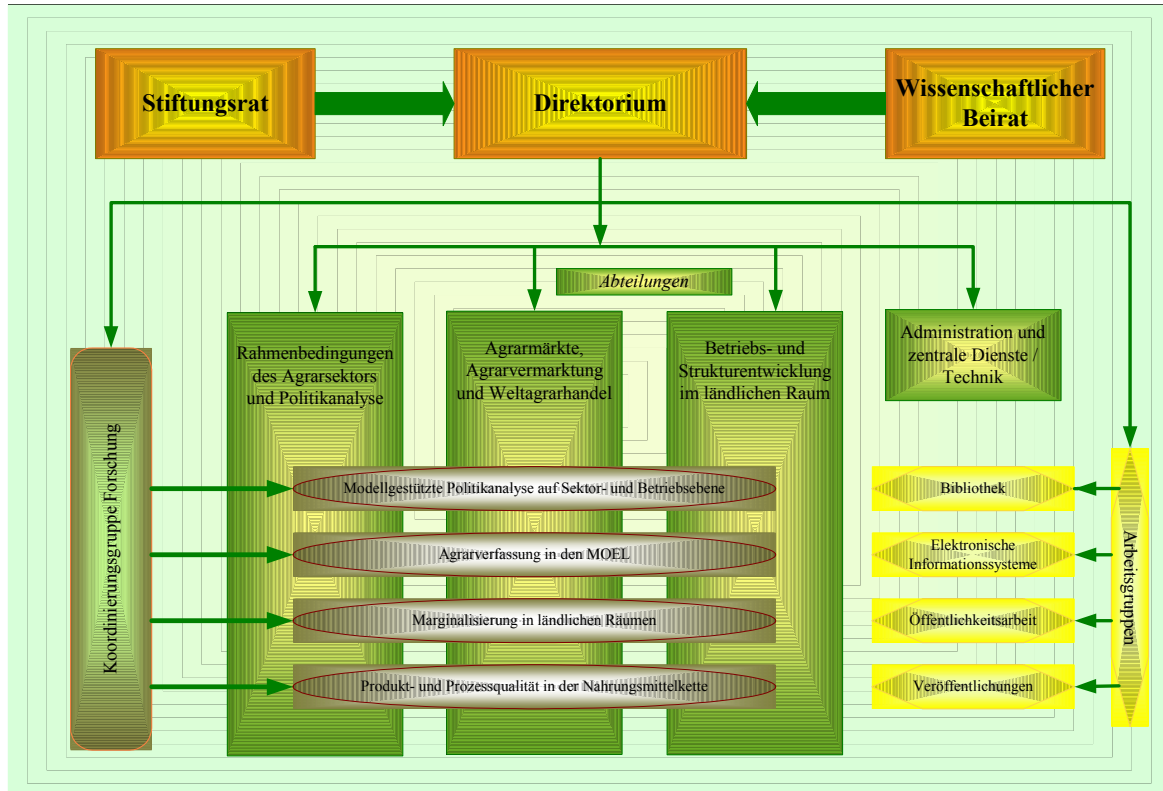 Stiftungsrat
Direktorium
Wissenschaftlicher
Beirat
Abteilungen
Rahmenbedingungen
des Agrarsektors
und Politikanalyse
Agrarmärkte,
Agrarvermarktung
und Weltagrarhandel
Betriebs- und
Strukturentwicklung
im ländlichen Raum
Administration und
zentrale Dienste /
Technik
Koordinierungsgruppe Forschung
Modellgestützte Politikanalyse auf Sektor- und Betriebsebene
Agrarverfassung in den MOEL
Marginalisierung in ländlichen Räumen
Produkt- und Prozessqualität in der Nahrungsmittelkette
Bibliothek
Elektronische
Informationssysteme
Öffentlichkeitsarbeit
Veröffentlichungen
Arbeitsgruppen